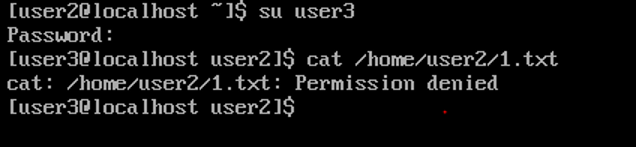 [user2@localhost ~]$ su user3
Password:
[user3@localhost user2]$ cat /home/user2/1.txt
cat: /home/user2/1.txt: Permission denied
[user3@localhost user2]$